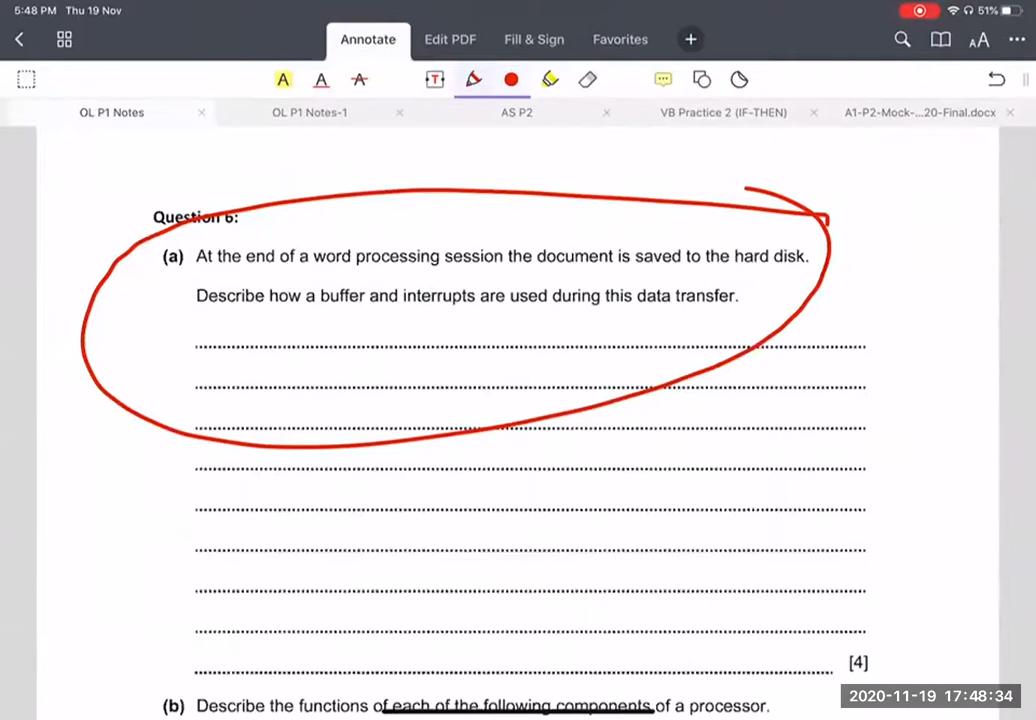 5:48 PM Thu 19 Nov
51%
Annotate Edit PDF Fill & Sign Favorites +
AA
A A A T
OL P1 Notes OL P1 Notes-1 AS P2 VB Practice 2 (IF-THEN) A1-P2-Mock-...20-Final.docx
Question 6:
(a) At the end of a word processing session the document is saved to the hard disk.
Describe how a buffer and interrupts are used during this data transfer.
[4]
2020-11-19 17:48:34
(b) Describe the functions of each of the following components of a processor.